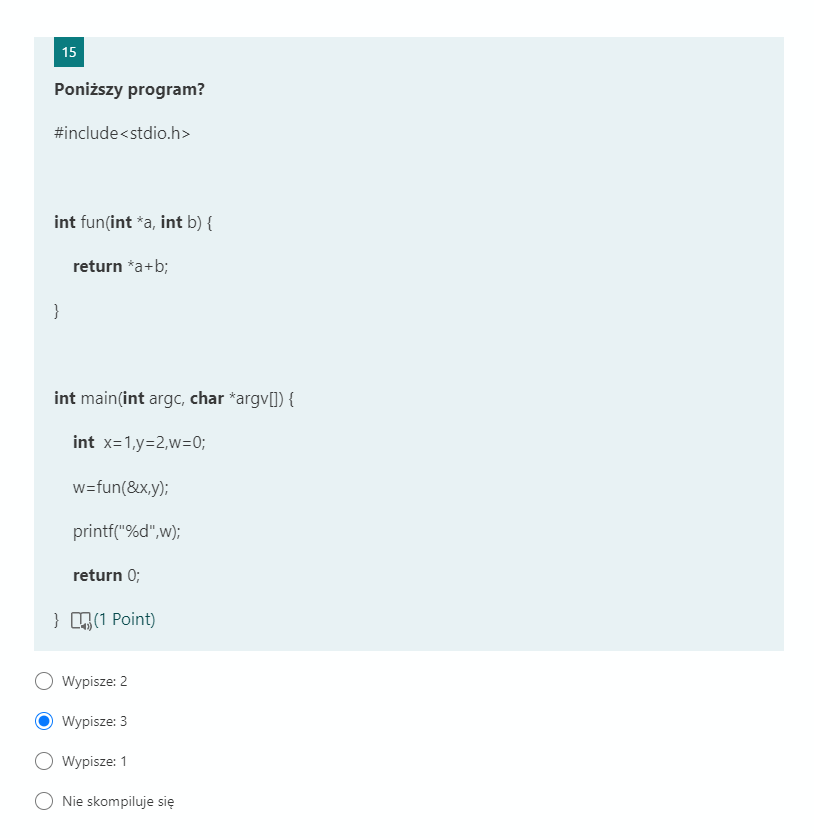 15
Poniższy program?
#include<stdio.h>
int fun(int *a, int b) {
return *a+b;
}
int main(int argc, char *argv[]) {
int x=1,y=2,w=0;
w=fun(&x,y);
printf("%d",w);
return 0;
} (1 Point)
Wypisze: 2
Wypisze: 3
Wypisze: 1
Nie skompiluje się